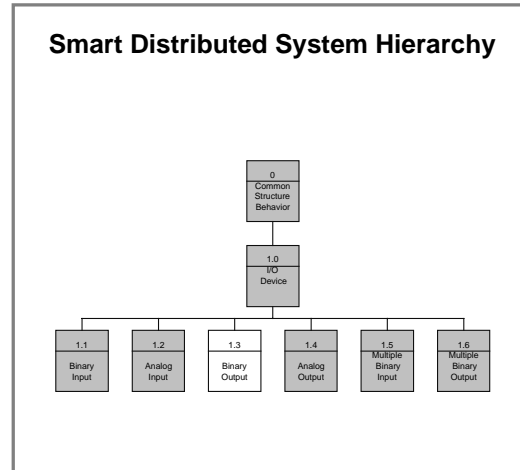 Smart Distributed System Hierarchy
0
Common
Structure
Behavior
1.0
I/O
Device
1.1
Binary
Input
1.2
Analog
Input
1.3
Binary
Output
1.4
Analog
Output
1.5
Multiple
Binary
Input
1.6
Multiple
Binary
Output